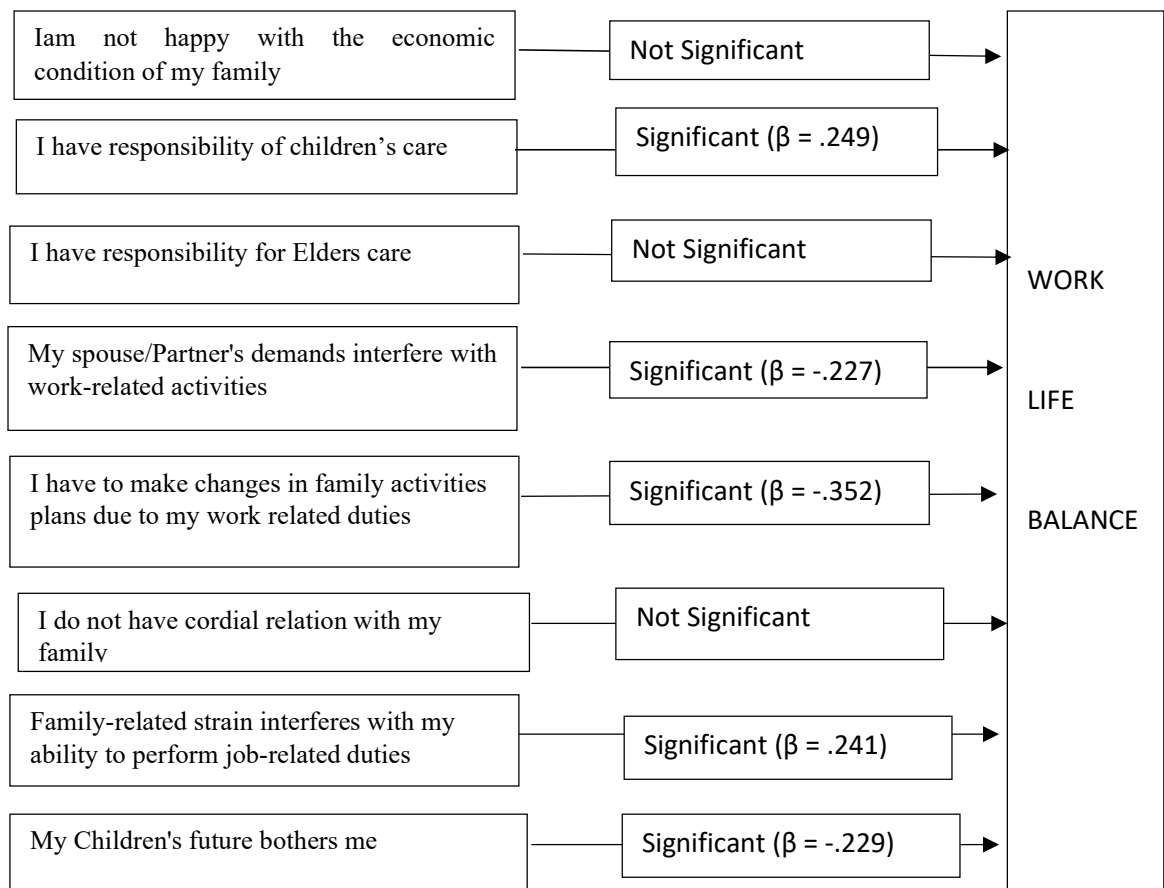 Iam not happy with the economic
condition of my family
Not Significant
I have responsibility of children’s care
Significant (β = .249)
I have responsibility for Elders care
Not Significant
My spouse/Partner's demands interfere with
work-related activities
Significant (β = -.227)
I have to make changes in family activities
plans due to my work related duties
Significant (β = -.352)
I do not have cordial relation with my
family
Not Significant
Family-related strain interferes with my
ability to perform job-related duties
Significant (β = .241)
My Children's future bothers me
Significant (β = -.229)
WORK
LIFE
BALANCE